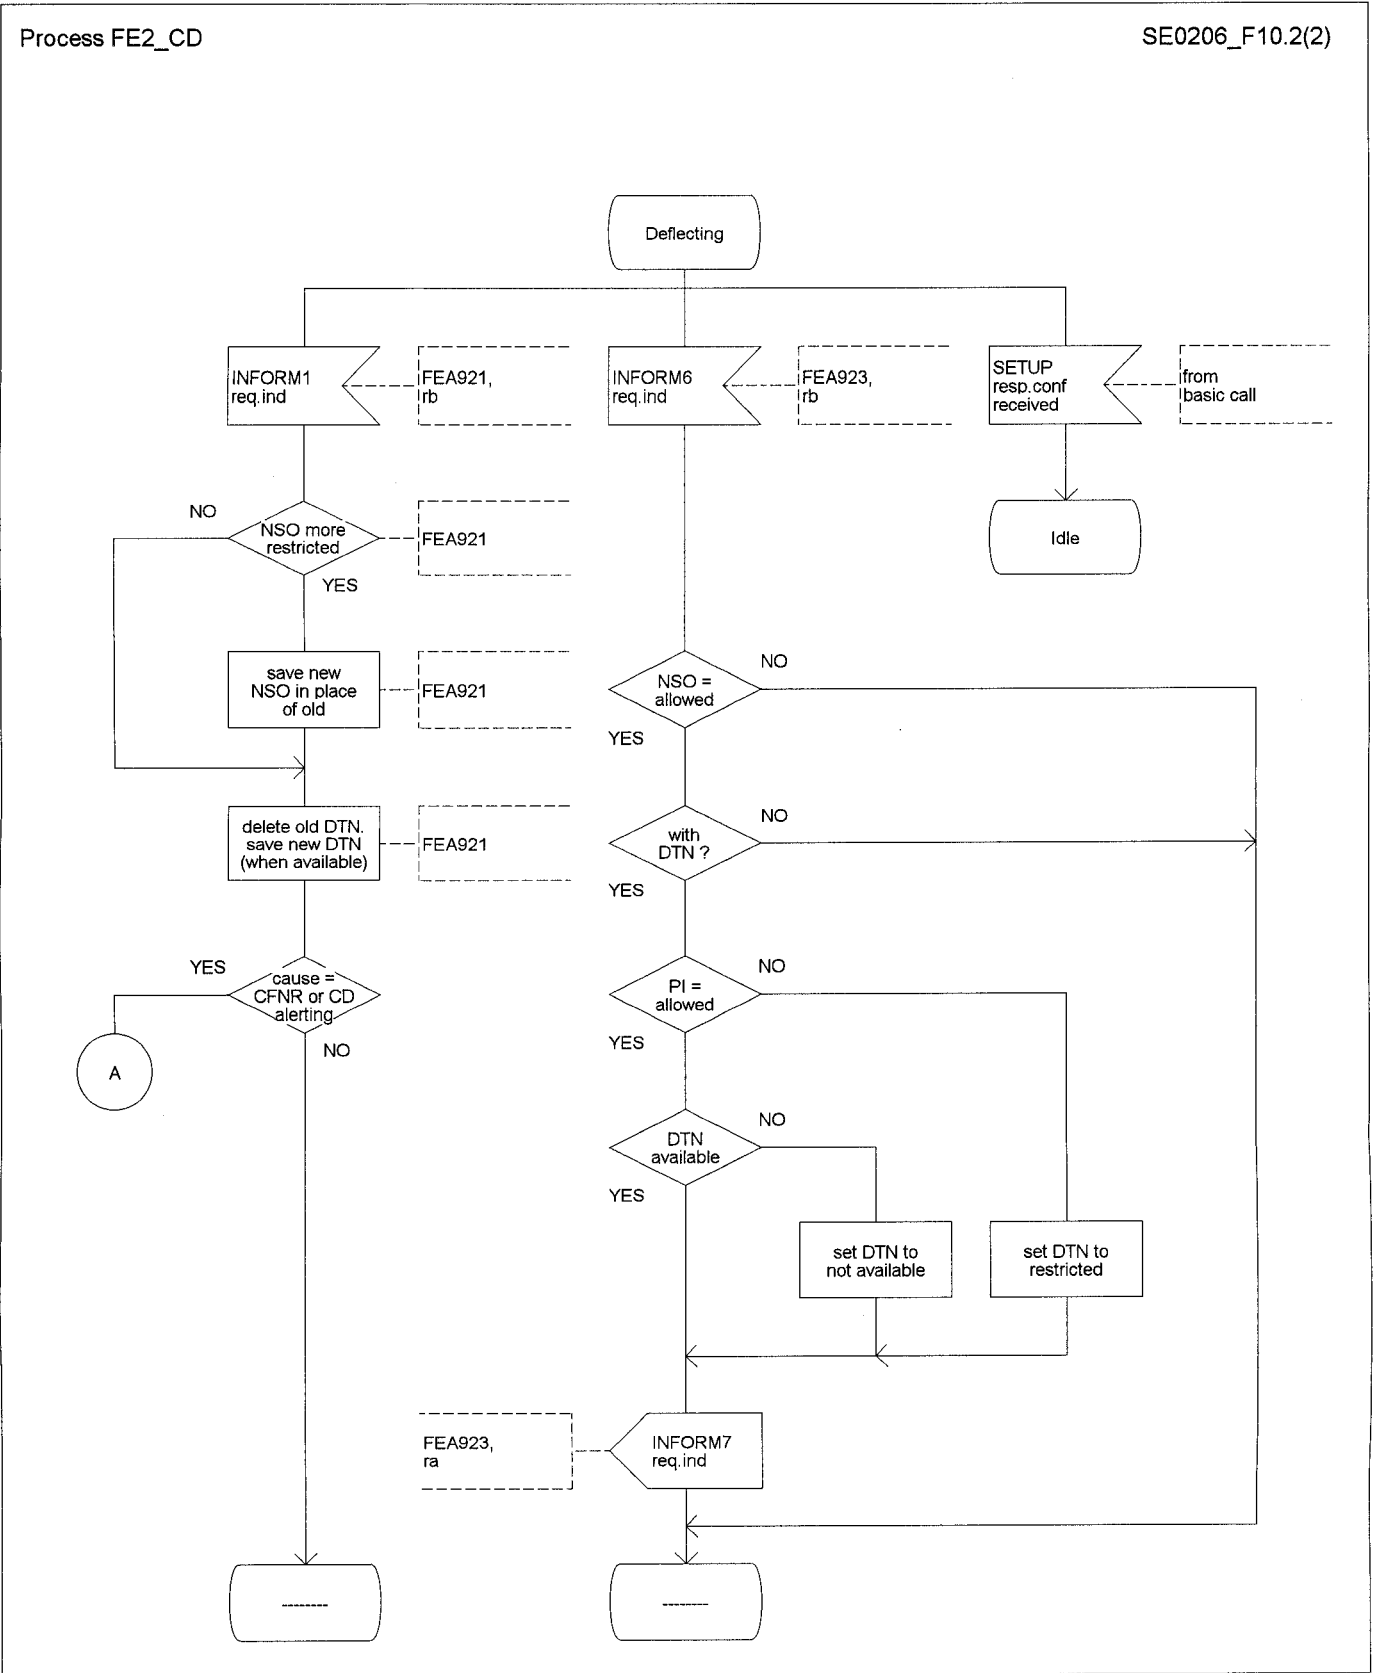 Process FE2_CD
SE0206_F10.2(2)
Deflecting
INFORM1
req.ind
FEA921,
rb
INFORM6
req.ind
FEA923,
rb
SETUP
resp.conf
received
from
basic call
NO
NSO more
restricted
FEA921
YES
Idle
save new
NSO in place
of old
FEA921
NSO =
allowed
NO
YES
delete old DTN.
save new DTN
(when available)
FEA921
with
DTN ?
NO
YES
YES
cause =
CFNR or CD
alerting
NO
A
PI =
allowed
NO
YES
DTN
available
NO
YES
set DTN to
not available
set DTN to
restricted
FEA923,
ra
INFORM7
req.ind
--------
--------